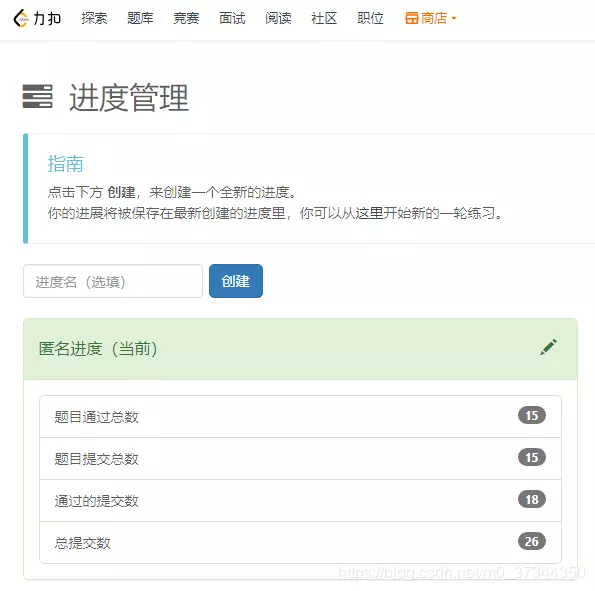 力扣 探索 题库 竞赛 面试 阅读 社区 职位 商店
进度管理
指南
点击下方 创建，来创建一个全新的进度。
你的进展将被保存在最新创建的进度里，你可以从这里开始新的一轮练习。
进度名（选填） 创建
匿名进度（当前）
题目通过总数 15
题目提交总数 15
通过的提交数 18
总提交数 26
https://blog.csdn.net/m0_37344350